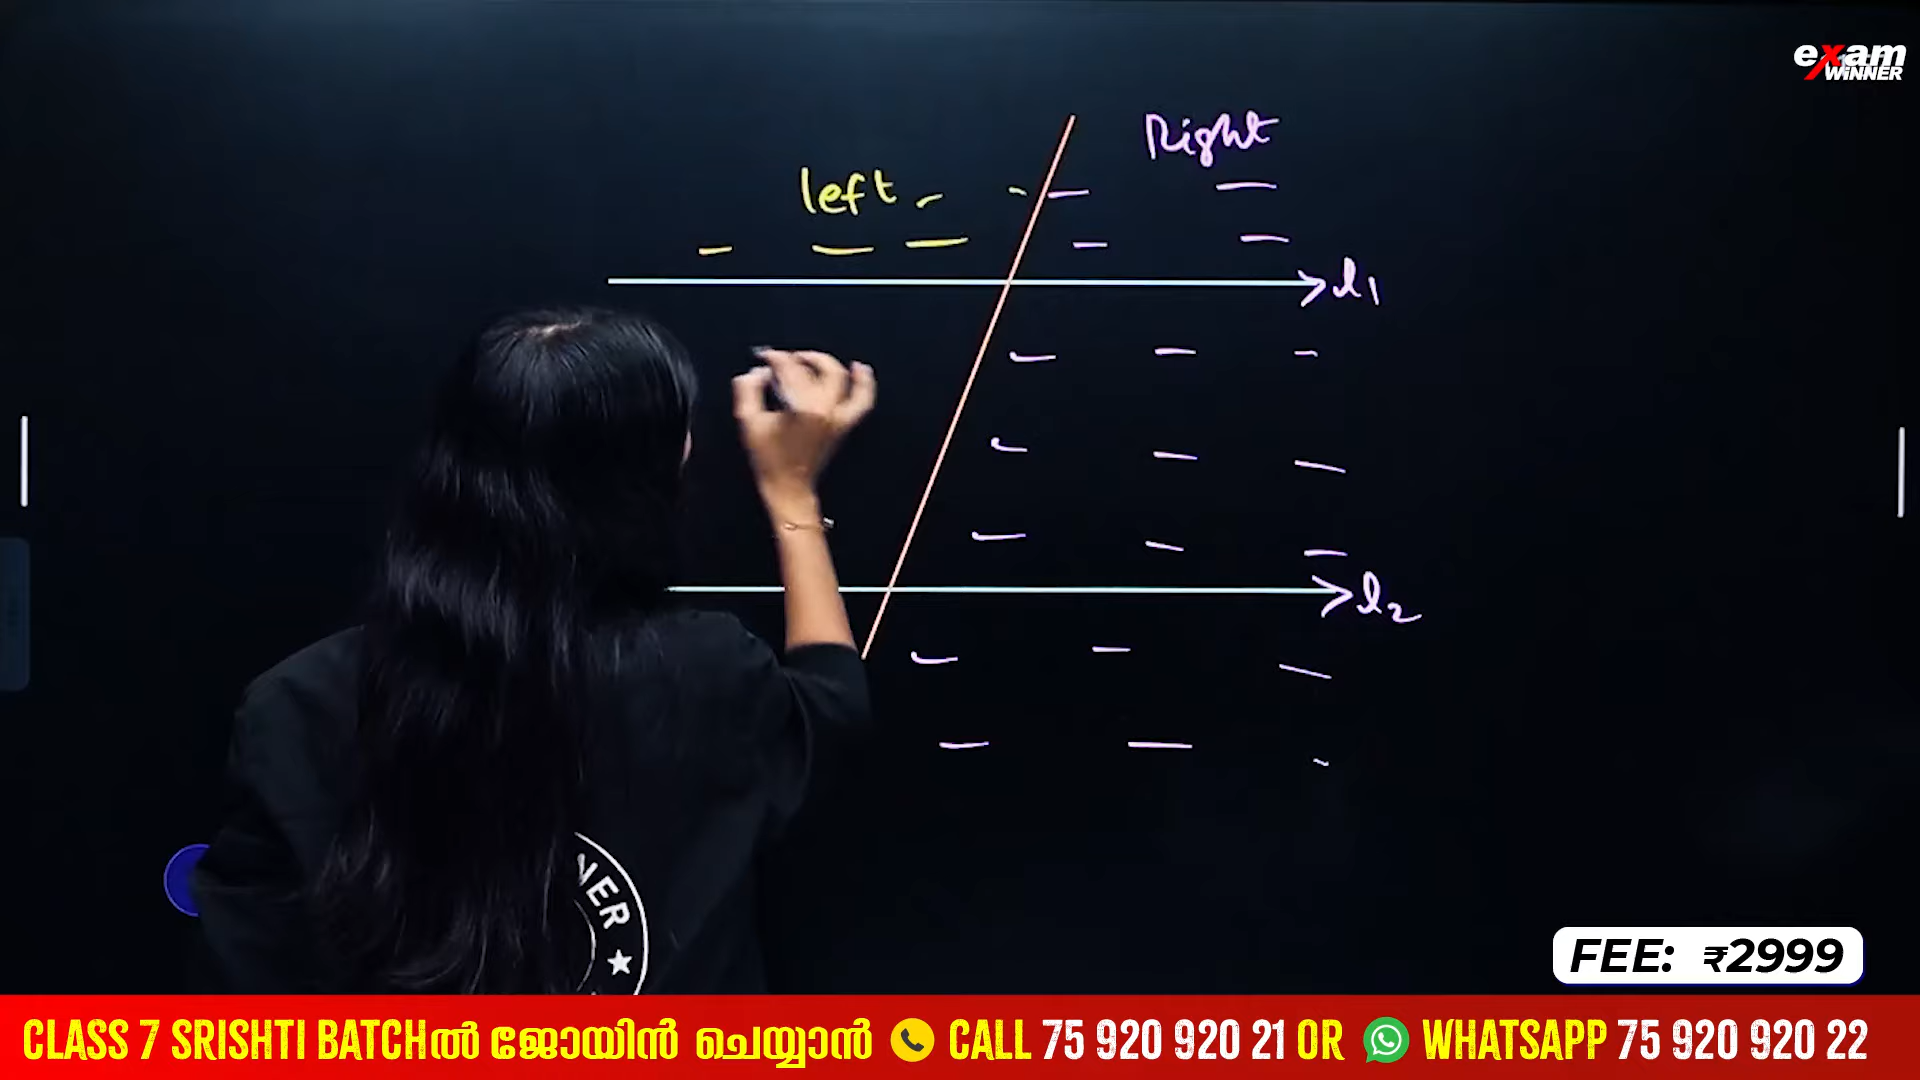 exam
WINNER
Right
left
l1
l2
NER ★
FEE: ₹2999
CLASS 7 SRISHTI BATCHൽ ജോയിൻ ചെയ്യാൻ CALL 75 920 920 21 OR WHATSAPP 75 920 920 22